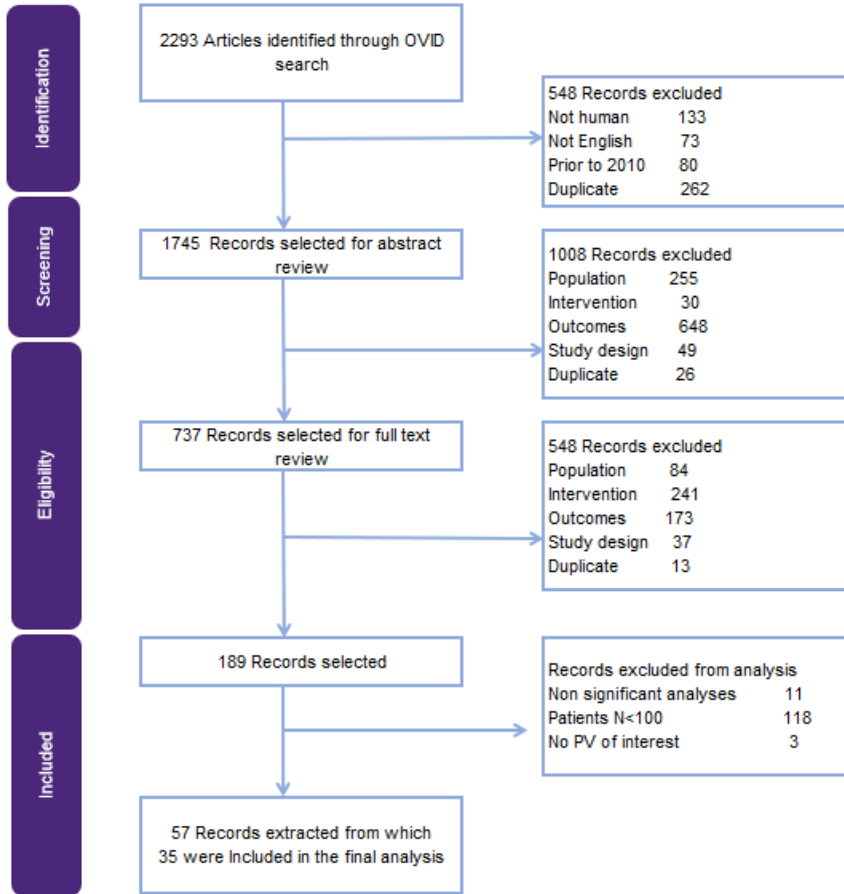 Identification
2293 Articles identified through OVID
search
548 Records excluded
Not human 133
Not English 73
Prior to 2010 80
Duplicate 262
Screening
1745 Records selected for abstract
review
1008 Records excluded
Population 255
Intervention 30
Outcomes 648
Study design 49
Duplicate 26
Eligibility
737 Records selected for full text
review
548 Records excluded
Population 84
Intervention 241
Outcomes 173
Study design 37
Duplicate 13
Included
189 Records selected
Records excluded from analysis
Non significant analyses 11
Patients N<100 118
No PV of interest 3
57 Records extracted from which
35 were Included in the final analysis